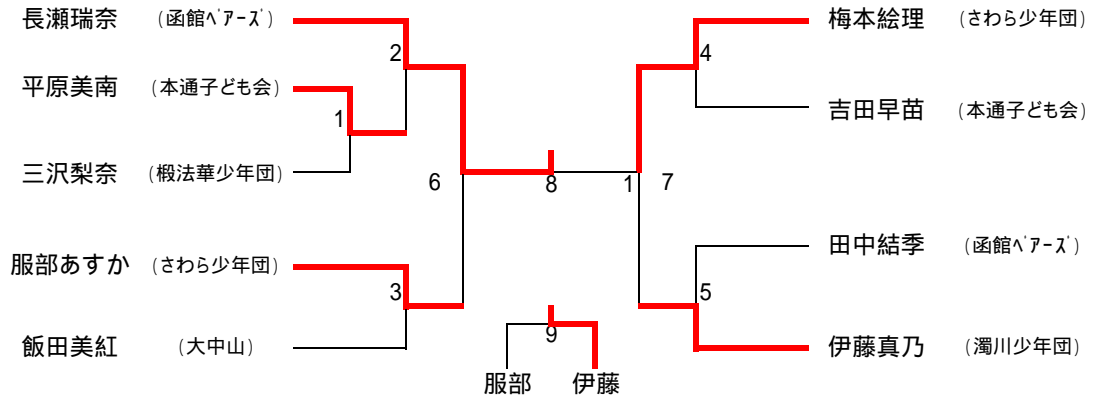 長瀬瑞奈 (函館ﾍﾞｱｰｽﾞ) 2 4 梅本絵理 (さわら少年団)
平原美南 (本通子ども会) 1 吉田早苗 (本通子ども会)
三沢梨奈 (椴法華少年団) 6 8 1 7
服部あすか (さわら少年団) 3 田中結季 (函館ﾍﾞｱｰｽﾞ)
飯田美紅 (大中山) 9 5 伊藤真乃 (濁川少年団)
服部 伊藤